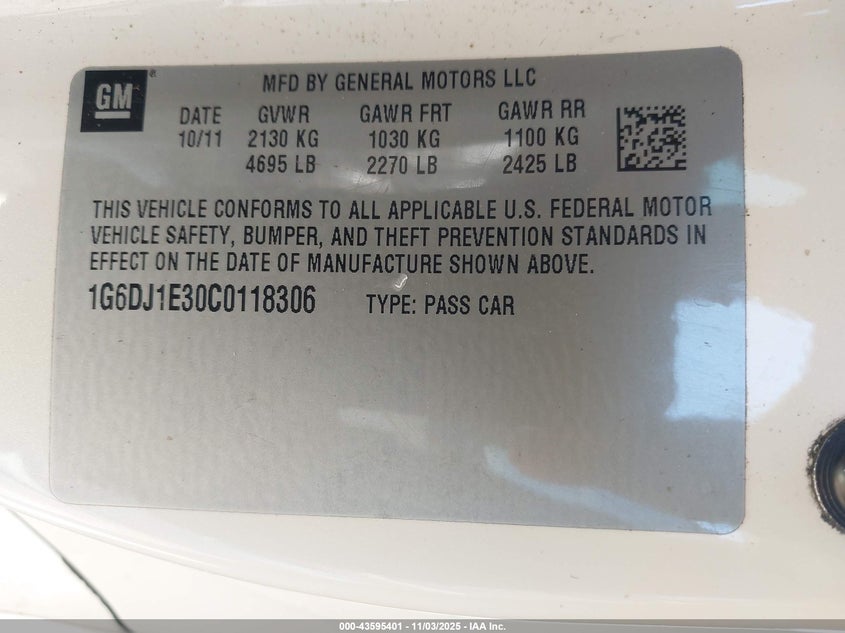 GM
MFD BY GENERAL MOTORS LLC
DATE GVWR GAWR FRT GAWR RR
10/11 2130 KG 1030 KG 1100 KG
4695 LB 2270 LB 2425 LB
THIS VEHICLE CONFORMS TO ALL APPLICABLE U.S. FEDERAL MOTOR
VEHICLE SAFETY, BUMPER, AND THEFT PREVENTION STANDARDS IN
EFFECT ON THE DATE OF MANUFACTURE SHOWN ABOVE.
1G6DJ1E30C0118306 TYPE: PASS CAR
000-43595401 - 11/03/2025 - IAA Inc.